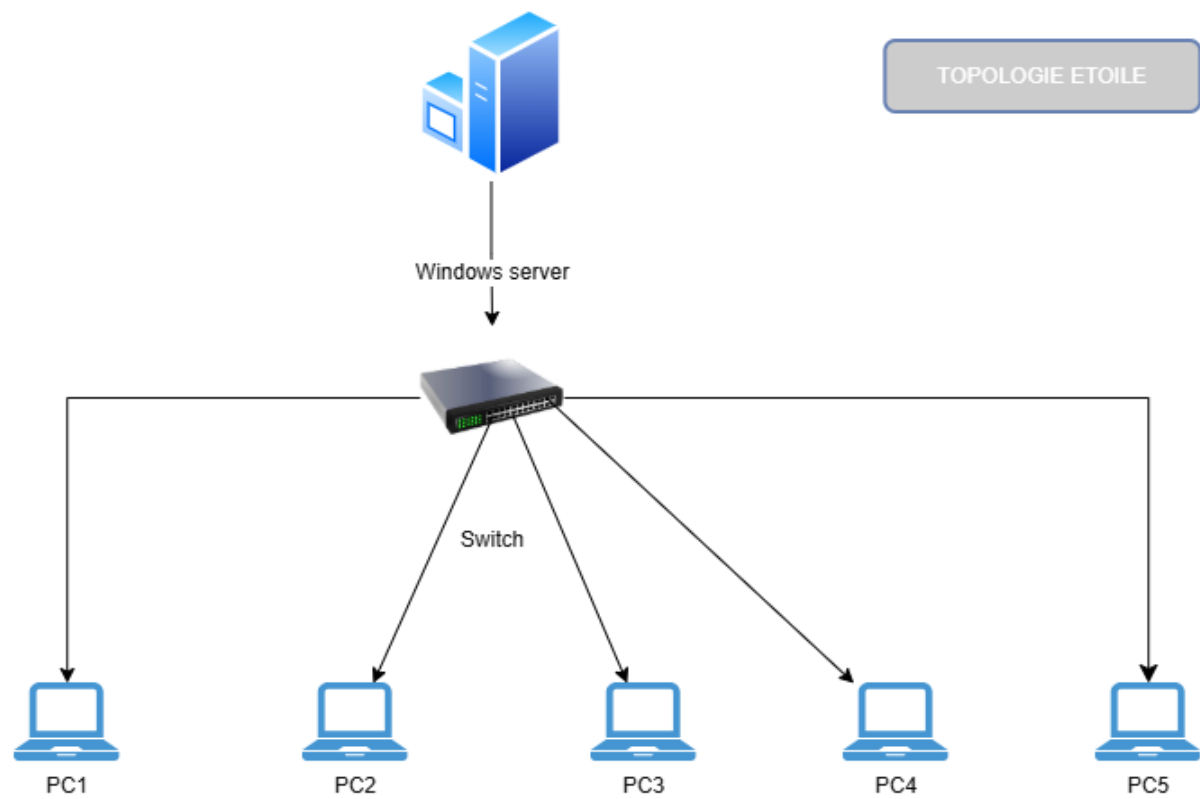 TOPOLOGIE ETOILE
Windows server
Switch
PC1
PC2
PC3
PC4
PC5